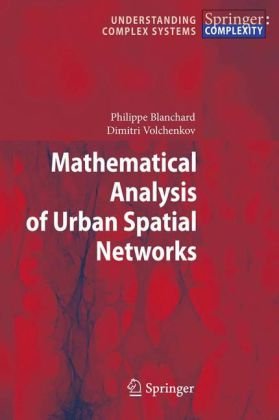 UNDERSTANDING
COMPLEX SYSTEMS
Springer:
COMPLEXITY
Philippe Blanchard
Dimitri Volchenkov
Mathematical
Analysis
of Urban Spatial
Networks
Springer